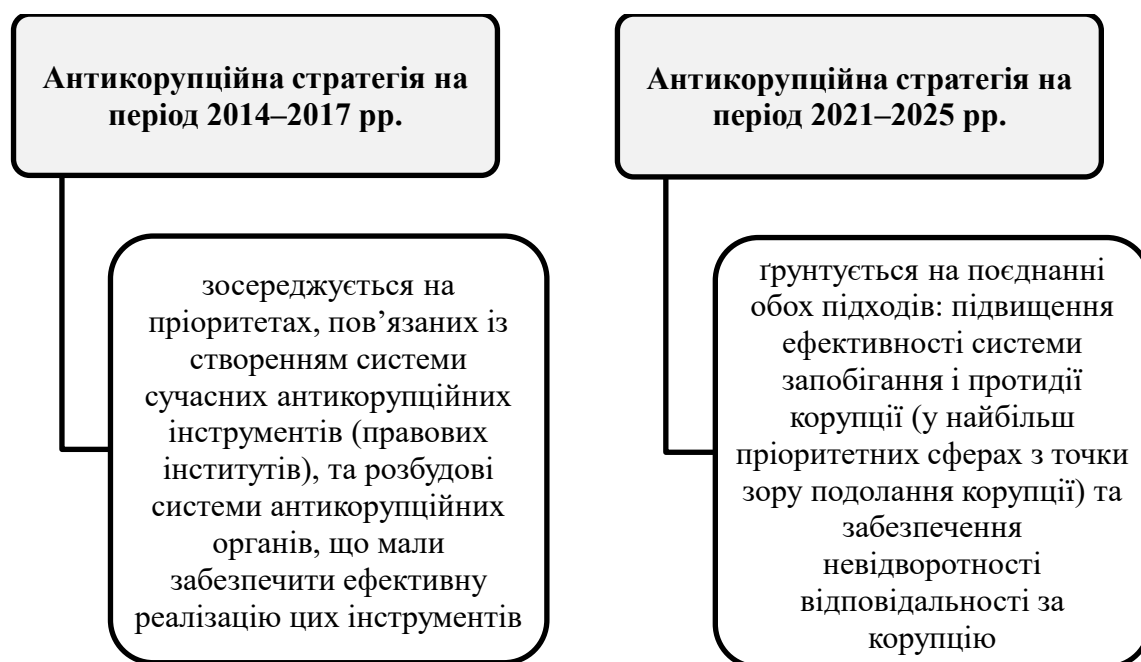 Антикорупційна стратегія на
період 2014–2017 рр.
зосереджується на
пріоритетах, пов’язаних із
створенням системи
сучасних антикорупційних
інструментів (правових
інститутів), та розбудові
системи антикорупційних
органів, що мали
забезпечити ефективну
реалізацію цих інструментів
Антикорупційна стратегія на
період 2021–2025 рр.
ґрунтується на поєднанні
обох підходів: підвищення
ефективності системи
запобігання і протидії
корупції (у найбільш
пріоритетних сферах з точки
зору подолання корупції) та
забезпечення
невідворотності
відповідальності за
корупцію